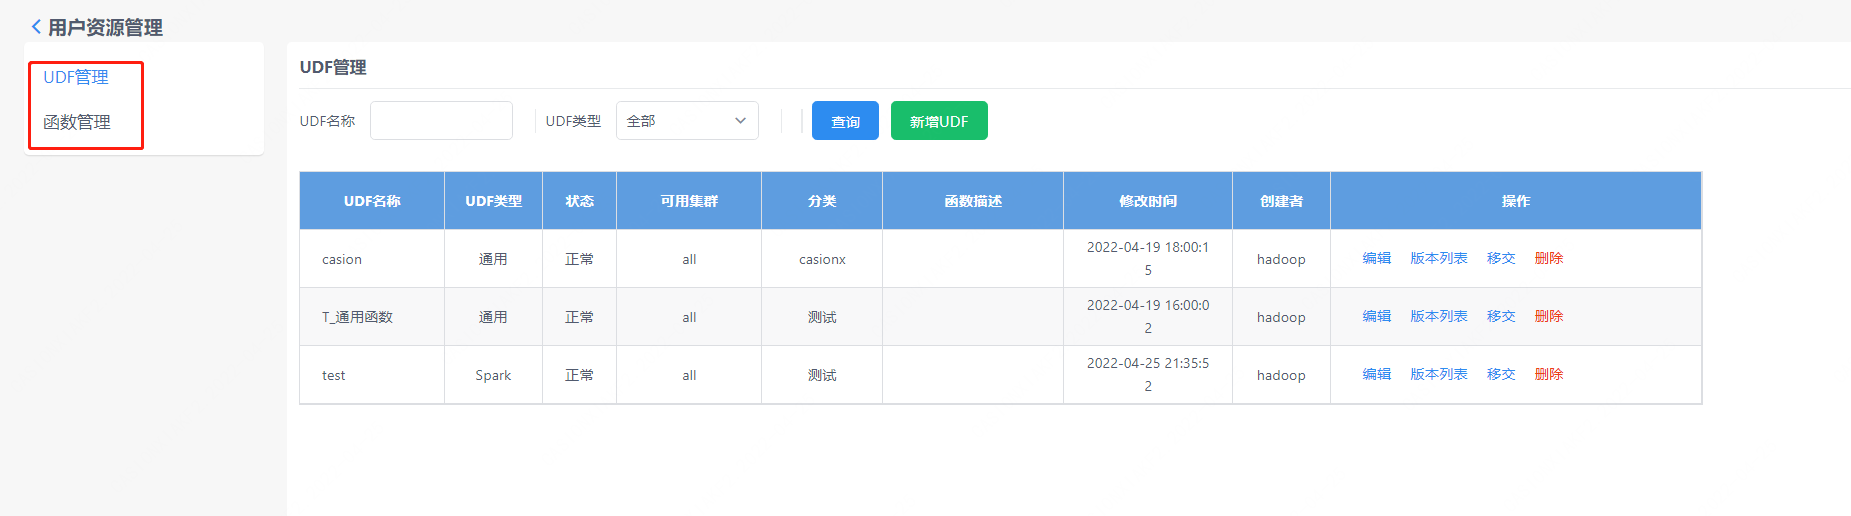 用户资源管理
UDF管理
函数管理
UDF管理
UDF名称 UDF类型 全部 查询 新增UDF
UDF名称 UDF类型 状态 可用集群 分类 函数描述 修改时间 创建者 操作
casion 通用 正常 all casionx 2022-04-19 18:00:15 hadoop 编辑 版本列表 移交 删除
T_通用函数 通用 正常 all 测试 2022-04-19 16:00:02 hadoop 编辑 版本列表 移交 删除
test Spark 正常 all 测试 2022-04-25 21:35:52 hadoop 编辑 版本列表 移交 删除